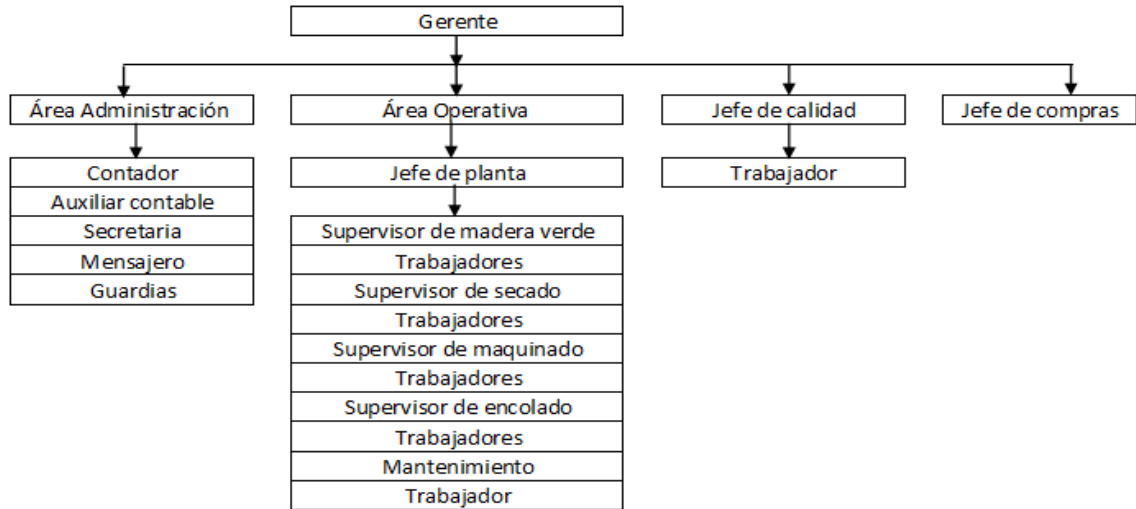 Gerente
Área Administración
Área Operativa
Jefe de calidad
Jefe de compras
Contador
Auxiliar contable
Secretaria
Mensajero
Guardias
Jefe de planta
Supervisor de madera verde
Trabajadores
Supervisor de secado
Trabajadores
Supervisor de maquinado
Trabajadores
Supervisor de encolado
Trabajadores
Mantenimiento
Trabajador
Trabajador